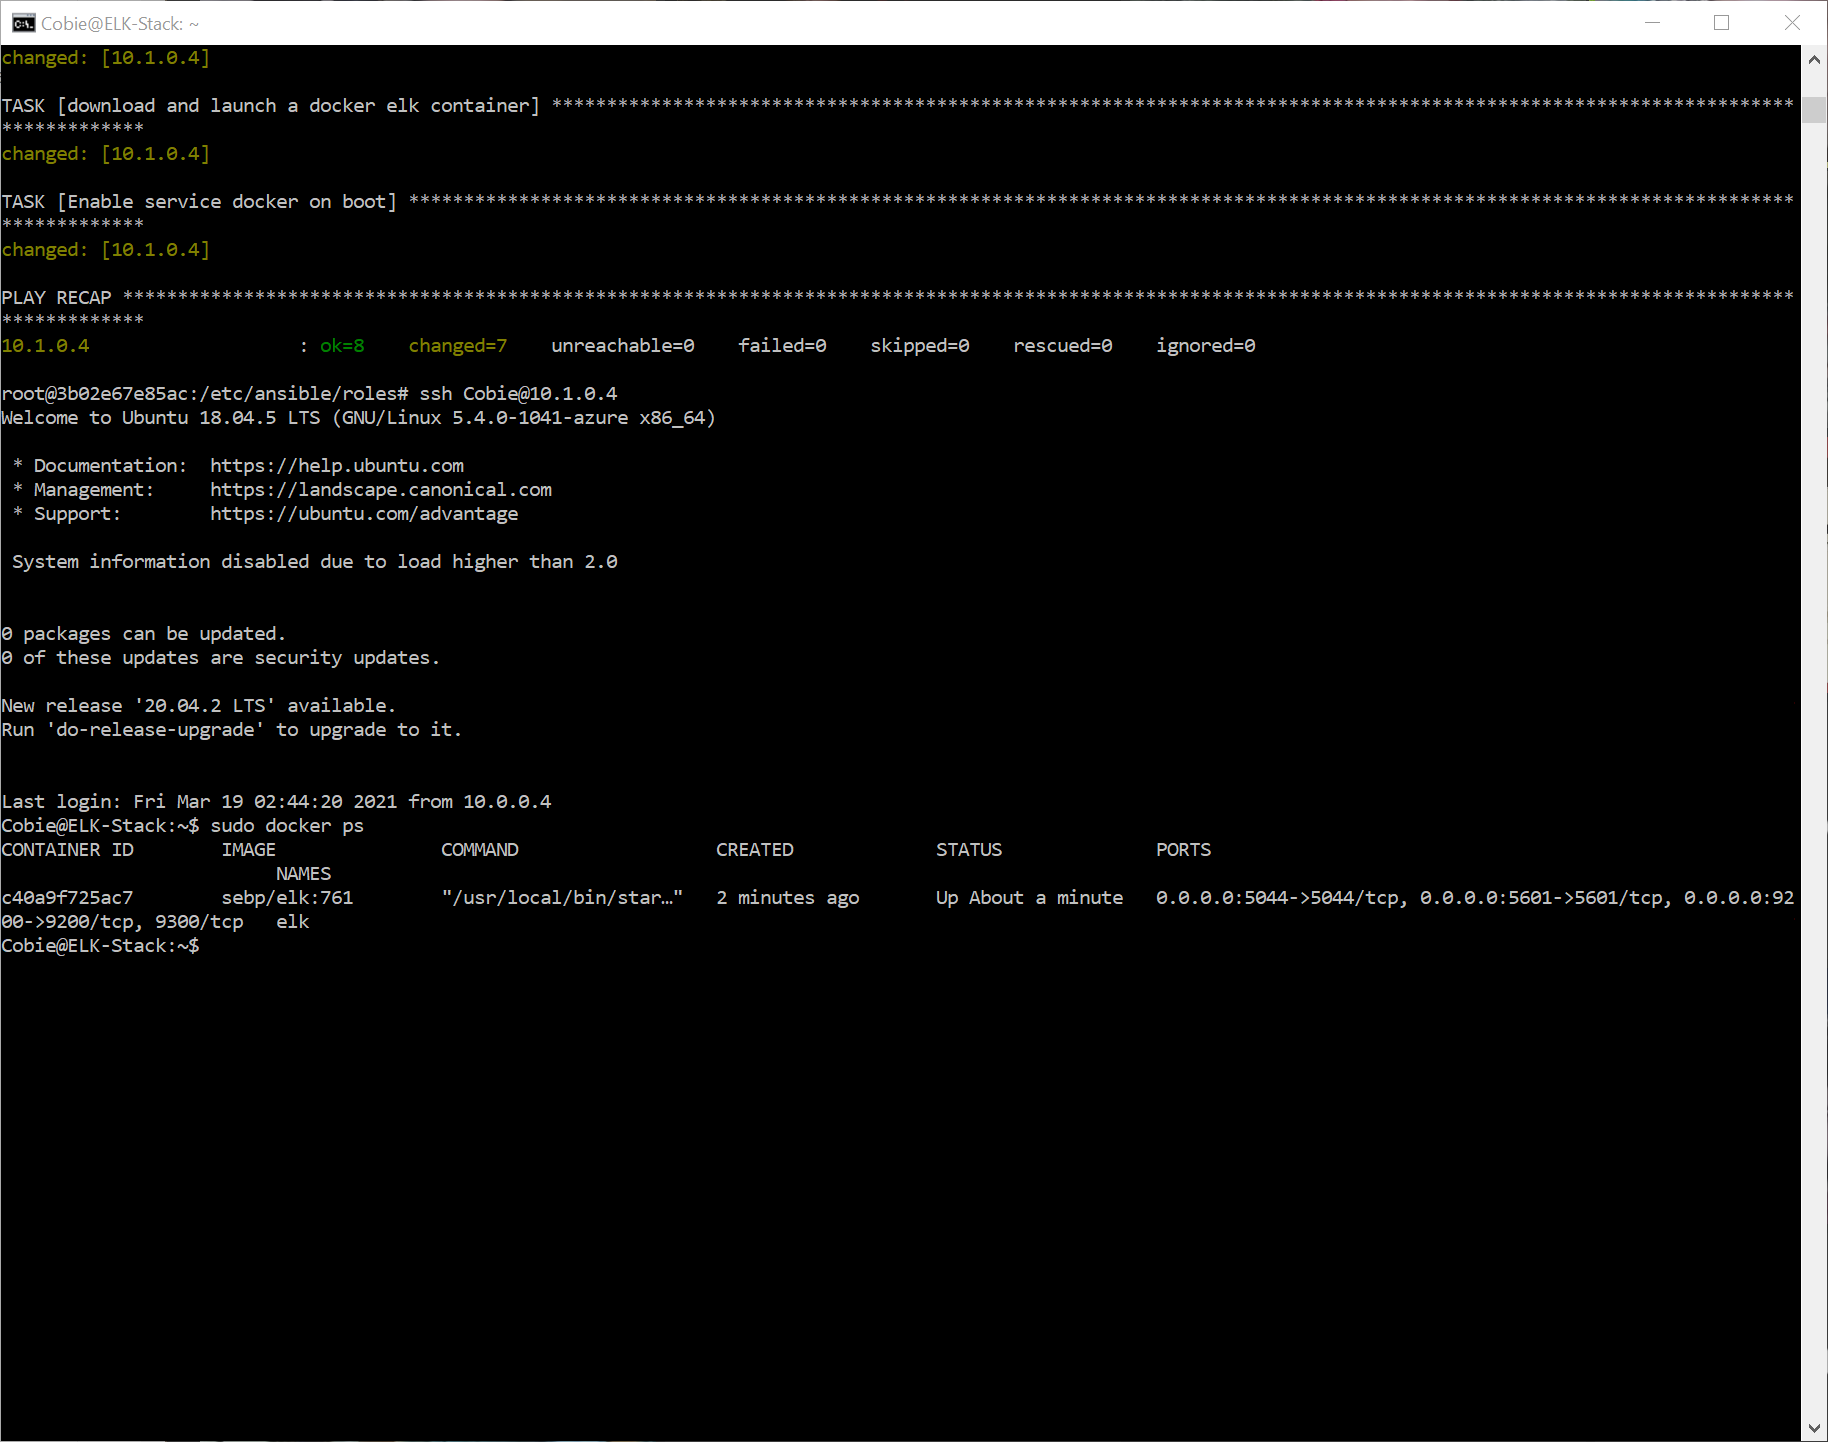 Cobie@ELK-Stack: ~
changed: [10.1.0.4]
TASK [download and launch a docker elk container] *****************************************************************************************************************
*************
changed: [10.1.0.4]
TASK [Enable service docker on boot] ******************************************************************************************************************************
*************
changed: [10.1.0.4]
PLAY RECAP ********************************************************************************************************************************************************
*************
10.1.0.4                   : ok=8    changed=7    unreachable=0    failed=0    skipped=0    rescued=0    ignored=0
root@3b02e67e85ac:/etc/ansible/roles# ssh Cobie@10.1.0.4
Welcome to Ubuntu 18.04.5 LTS (GNU/Linux 5.4.0-1041-azure x86_64)
 * Documentation:  https://help.ubuntu.com
 * Management:     https://landscape.canonical.com
 * Support:        https://ubuntu.com/advantage
 System information disabled due to load higher than 2.0
0 packages can be updated.
0 of these updates are security updates.
New release '20.04.2 LTS' available.
Run 'do-release-upgrade' to upgrade to it.
Last login: Fri Mar 19 02:44:20 2021 from 10.0.0.4
Cobie@ELK-Stack:~$ sudo docker ps
CONTAINER ID        IMAGE               COMMAND                  CREATED             STATUS              PORTS
                         NAMES
c40a9f725ac7        sebp/elk:761        "/usr/local/bin/star…"   2 minutes ago       Up About a minute   0.0.0.0:5044->5044/tcp, 0.0.0.0:5601->5601/tcp, 0.0.0.0:92
00->9200/tcp, 9300/tcp   elk
Cobie@ELK-Stack:~$